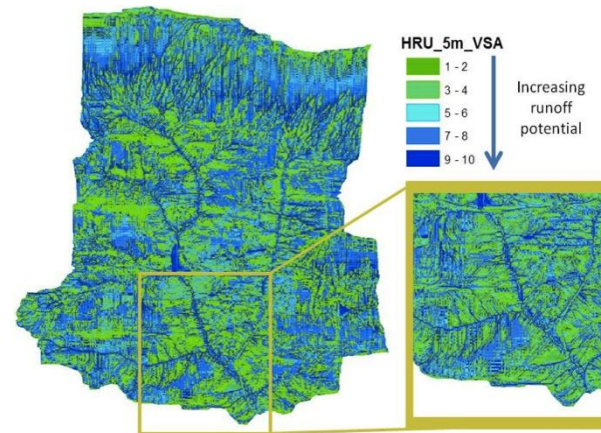 HRU_5m_VSA
1 - 2
3 - 4
5 - 6
7 - 8
9 - 10
Increasing
runoff
potential